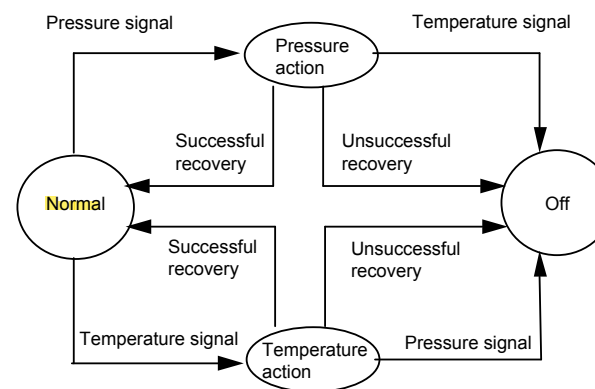 Pressure signal
Temperature signal
Pressure
action
Successful
recovery
Unsuccessful
recovery
Normal
Off
Successful
recovery
Unsuccessful
recovery
Temperature signal
Pressure signal
Temperature
action